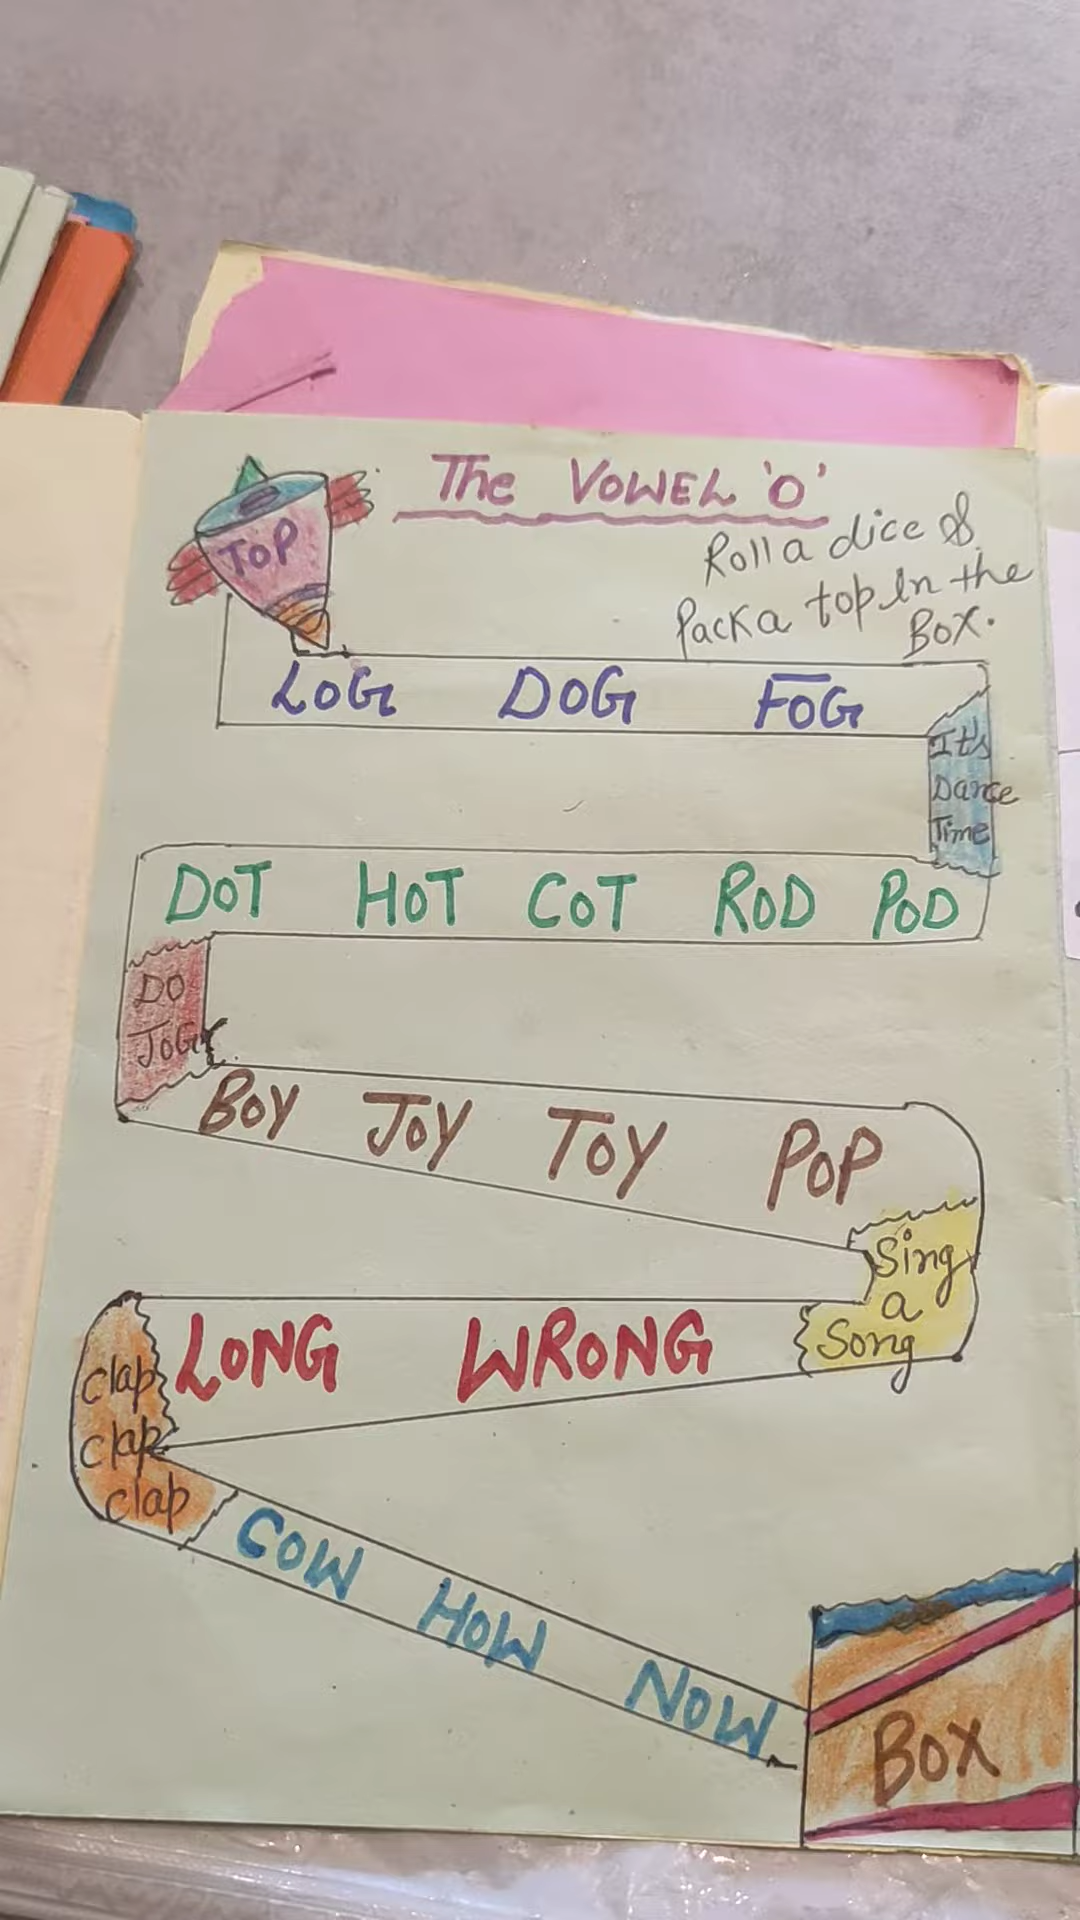 The VOWEL 'O'
TOP
Roll a dice &
Pack a top In the
Box.
LOG DOG FOG
It's
Dance
Time
DOT HOT COT ROD POD
DO
JOG
BOY JOY TOY POP
Sing
a
Song
LONG WRONG
clap
clap
clap
COW HOW NOW
BOX